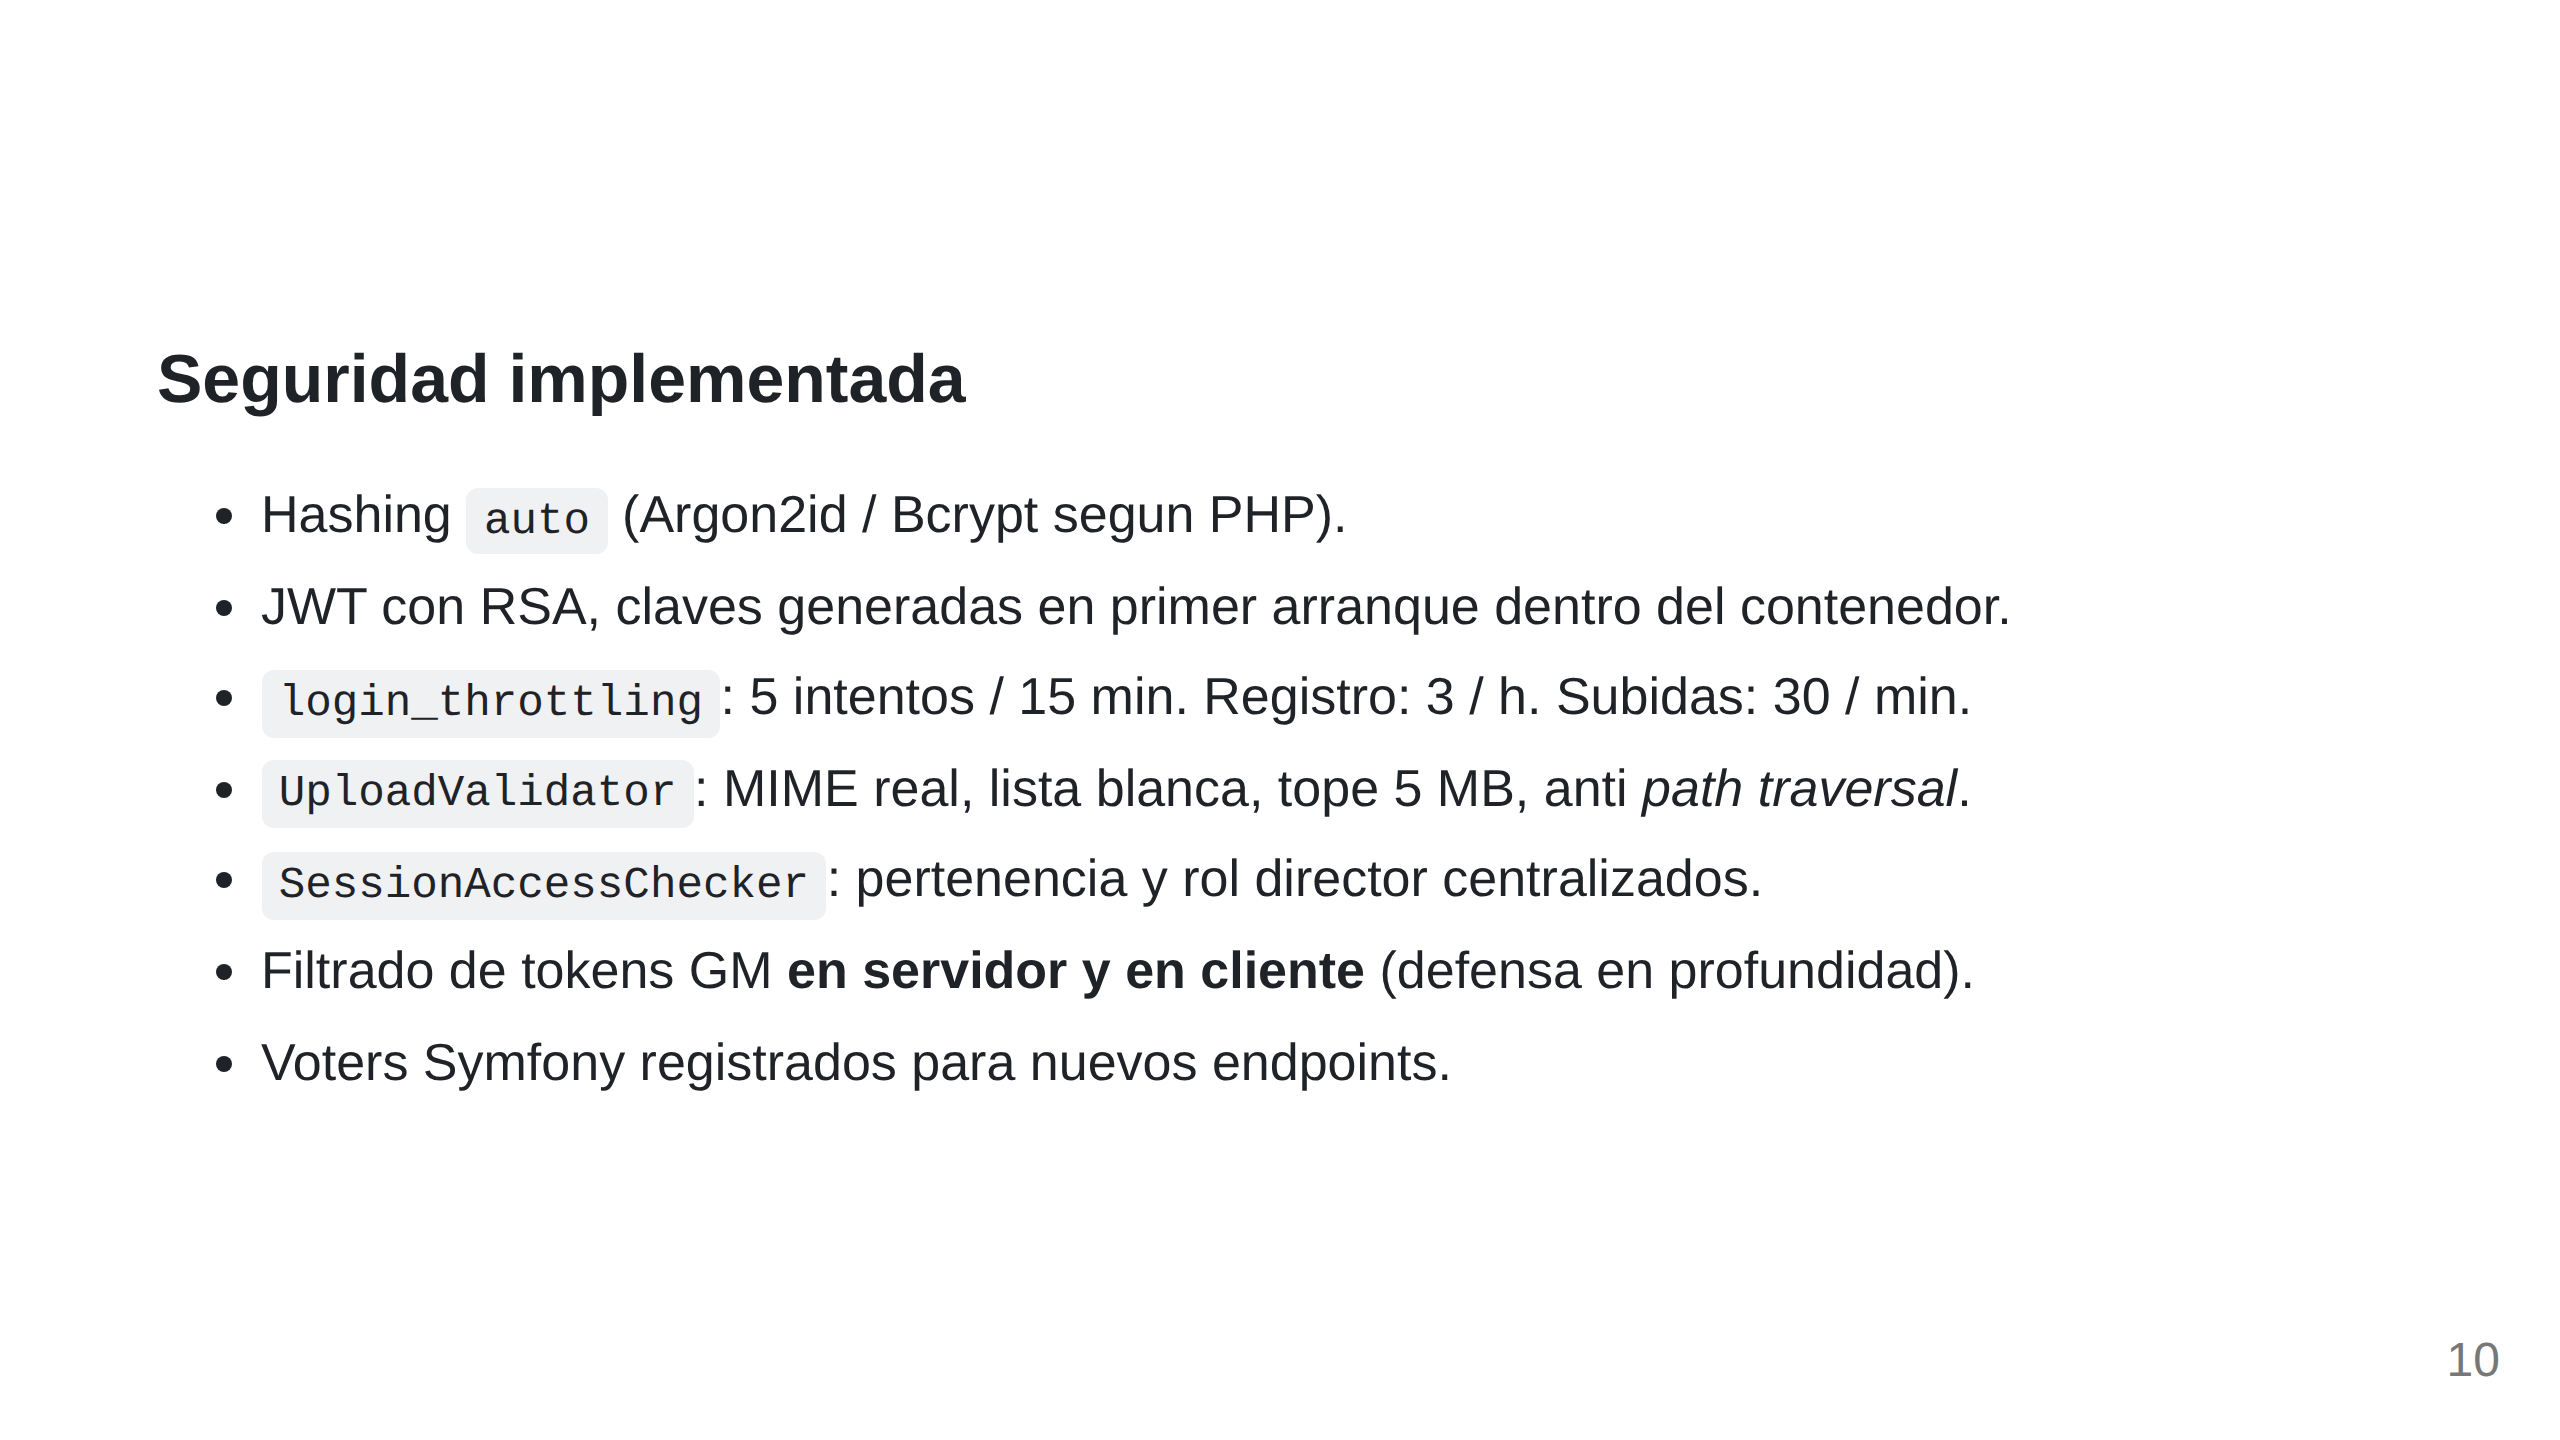 Seguridad implementada
• Hashing auto (Argon2id / Bcrypt segun PHP).
• JWT con RSA, claves generadas en primer arranque dentro del contenedor.
• login_throttling: 5 intentos / 15 min. Registro: 3 / h. Subidas: 30 / min.
• UploadValidator: MIME real, lista blanca, tope 5 MB, anti path traversal.
• SessionAccessChecker: pertenencia y rol director centralizados.
• Filtrado de tokens GM en servidor y en cliente (defensa en profundidad).
• Voters Symfony registrados para nuevos endpoints.
10